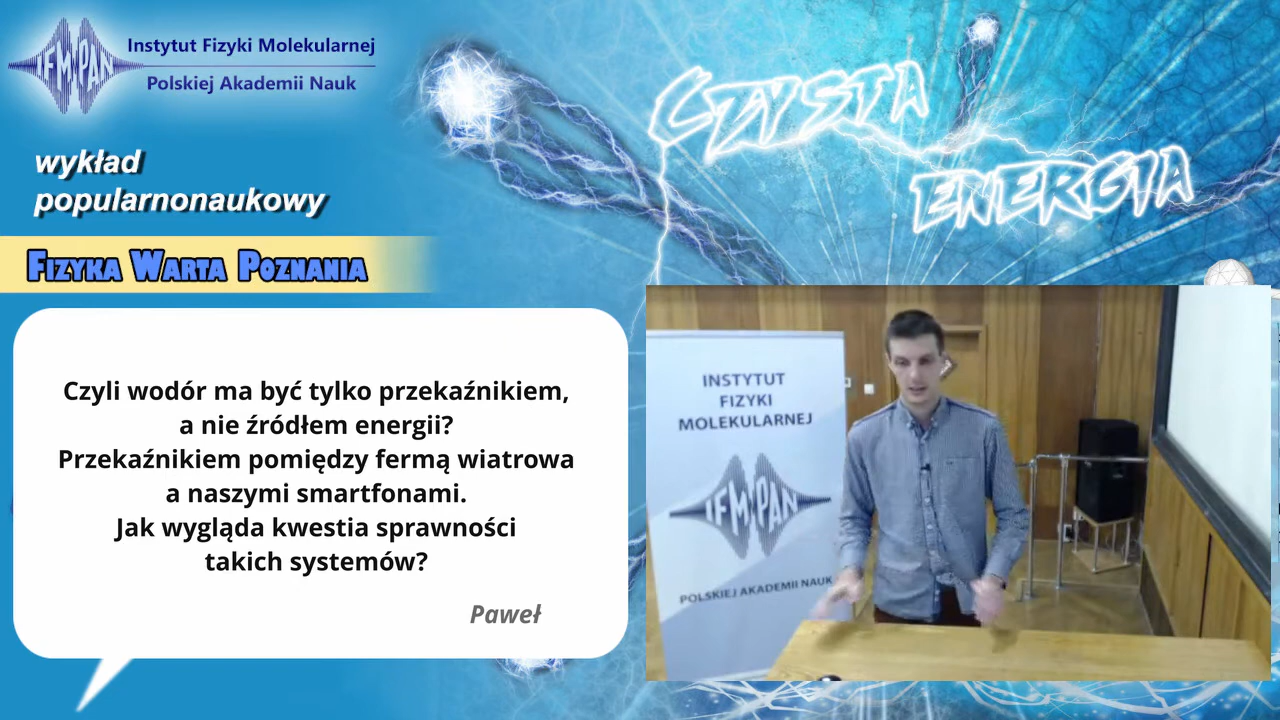 IFM PAN
Instytut Fizyki Molekularnej
Polskiej Akademii Nauk
wykład
popularnonaukowy
Fizyka Warta Poznania
CZYSTA
ENERGIA
Czyli wodór ma być tylko przekaźnikiem,
a nie źródłem energii?
Przekaźnikiem pomiędzy fermą wiatrowa
a naszymi smartfonami.
Jak wygląda kwestia sprawności
takich systemów?
Paweł
INSTYTUT
FIZYKI
MOLEKULARNEJ
IFM PAN
POLSKIEJ AKADEMII NAUK